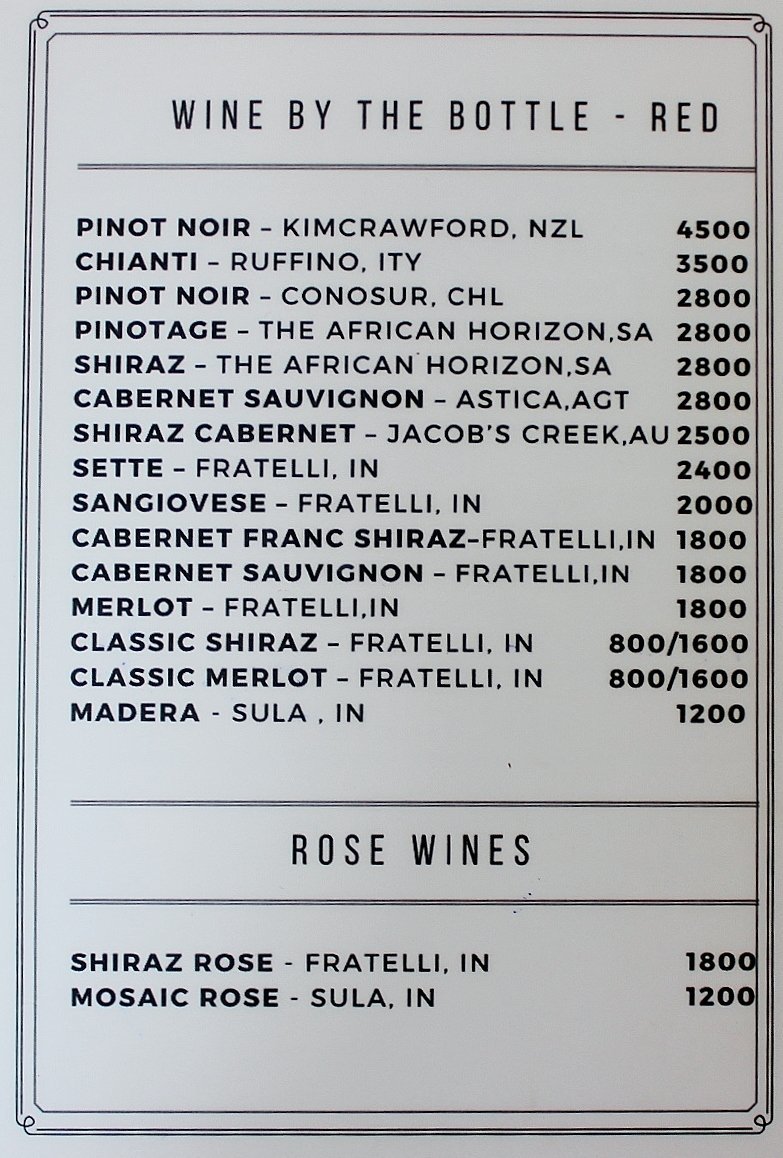 WINE BY THE BOTTLE - RED
PINOT NOIR – KIMCRAWFORD, NZL 4500
CHIANTI – RUFFINO, ITY 3500
PINOT NOIR – CONOSUR, CHL 2800
PINOTAGE – THE AFRICAN HORIZON,SA 2800
SHIRAZ – THE AFRICAN HORIZON,SA 2800
CABERNET SAUVIGNON – ASTICA,AGT 2800
SHIRAZ CABERNET – JACOB'S CREEK,AU 2500
SETTE – FRATELLI, IN 2400
SANGIOVESE – FRATELLI, IN 2000
CABERNET FRANC SHIRAZ–FRATELLI,IN 1800
CABERNET SAUVIGNON – FRATELLI,IN 1800
MERLOT – FRATELLI,IN 1800
CLASSIC SHIRAZ – FRATELLI, IN 800/1600
CLASSIC MERLOT – FRATELLI, IN 800/1600
MADERA - SULA , IN 1200
ROSE WINES
SHIRAZ ROSE - FRATELLI, IN 1800
MOSAIC ROSE - SULA, IN 1200